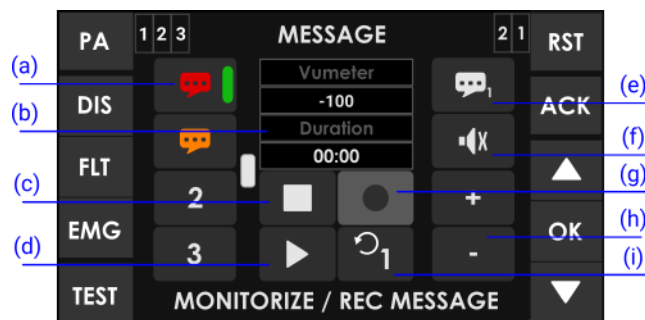 PA
1 2 3
MESSAGE
2 1
RST
(a)
Vumeter
(e)
-100
1
DIS
ACK
(b)
Duration
(f)
00:00
FLT
(c)
(g)
2
+
EMG
OK
(d)
(h)
3
1
-
(i)
TEST
MONITORIZE / REC MESSAGE